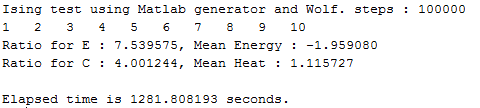 Ising test using Matlab generator and Wolf. steps : 100000
1 2 3 4 5 6 7 8 9 10
Ratio for E : 7.539575, Mean Energy : -1.959080
Ratio for C : 4.001244, Mean Heat : 1.115727
Elapsed time is 1281.808193 seconds.